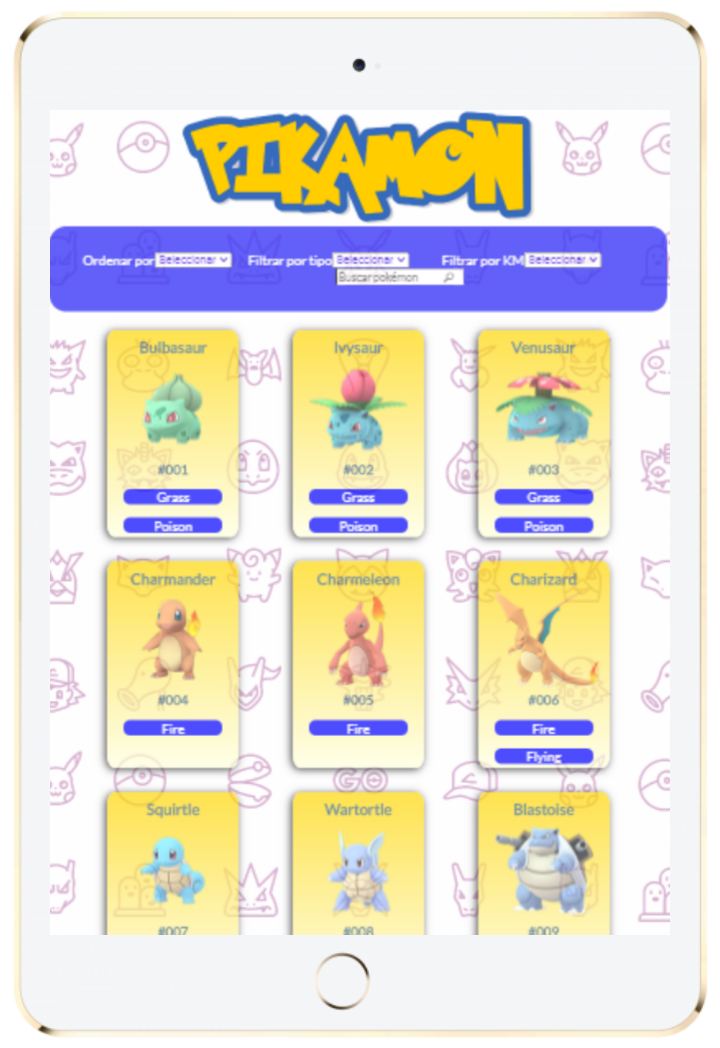 PIKAMON
Ordenar por Seleccionar Filtrar por tipo Seleccionar Filtrar por KM Seleccionar
Buscar pokémon
Bulbasaur Ivysaur Venusaur
#001 #002 #003
Grass Grass Grass
Poison Poison Poison
Charmander Charmeleon Charizard
#004 #005 #006
Fire Fire Fire
Flying
GO
Squirtle Wartortle Blastoise
#007 #008 #009